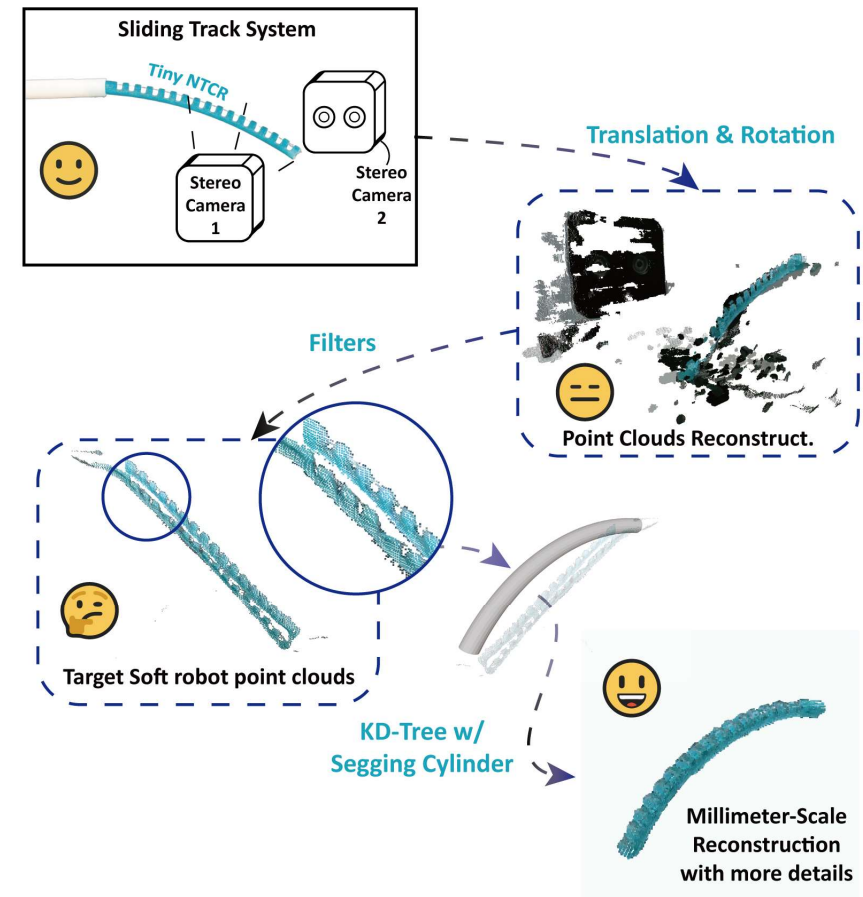 Sliding Track System
Tiny NTCR
Stereo
Camera
1
Stereo
Camera
2
Translation & Rotation
Point Clouds Reconstruct.
Filters
Target Soft robot point clouds
KD-Tree w/
Segging Cylinder
Millimeter-Scale
Reconstruction
with more details